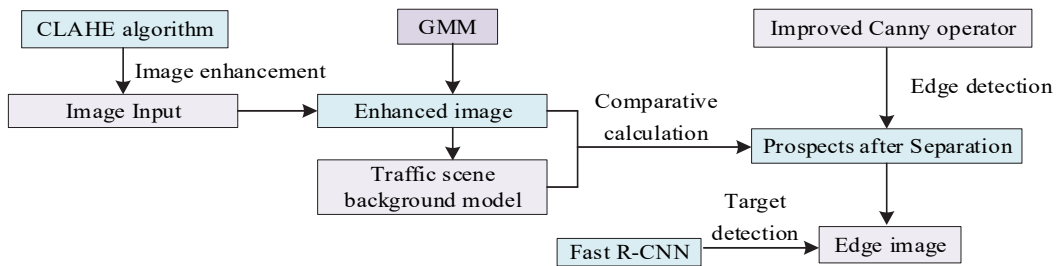 CLAHE algorithm
GMM
Improved Canny operator
Image enhancement
Edge detection
Image Input
Enhanced image
Comparative
calculation
Prospects after Separation
Traffic scene
background model
Target
detection
Fast R-CNN
Edge image